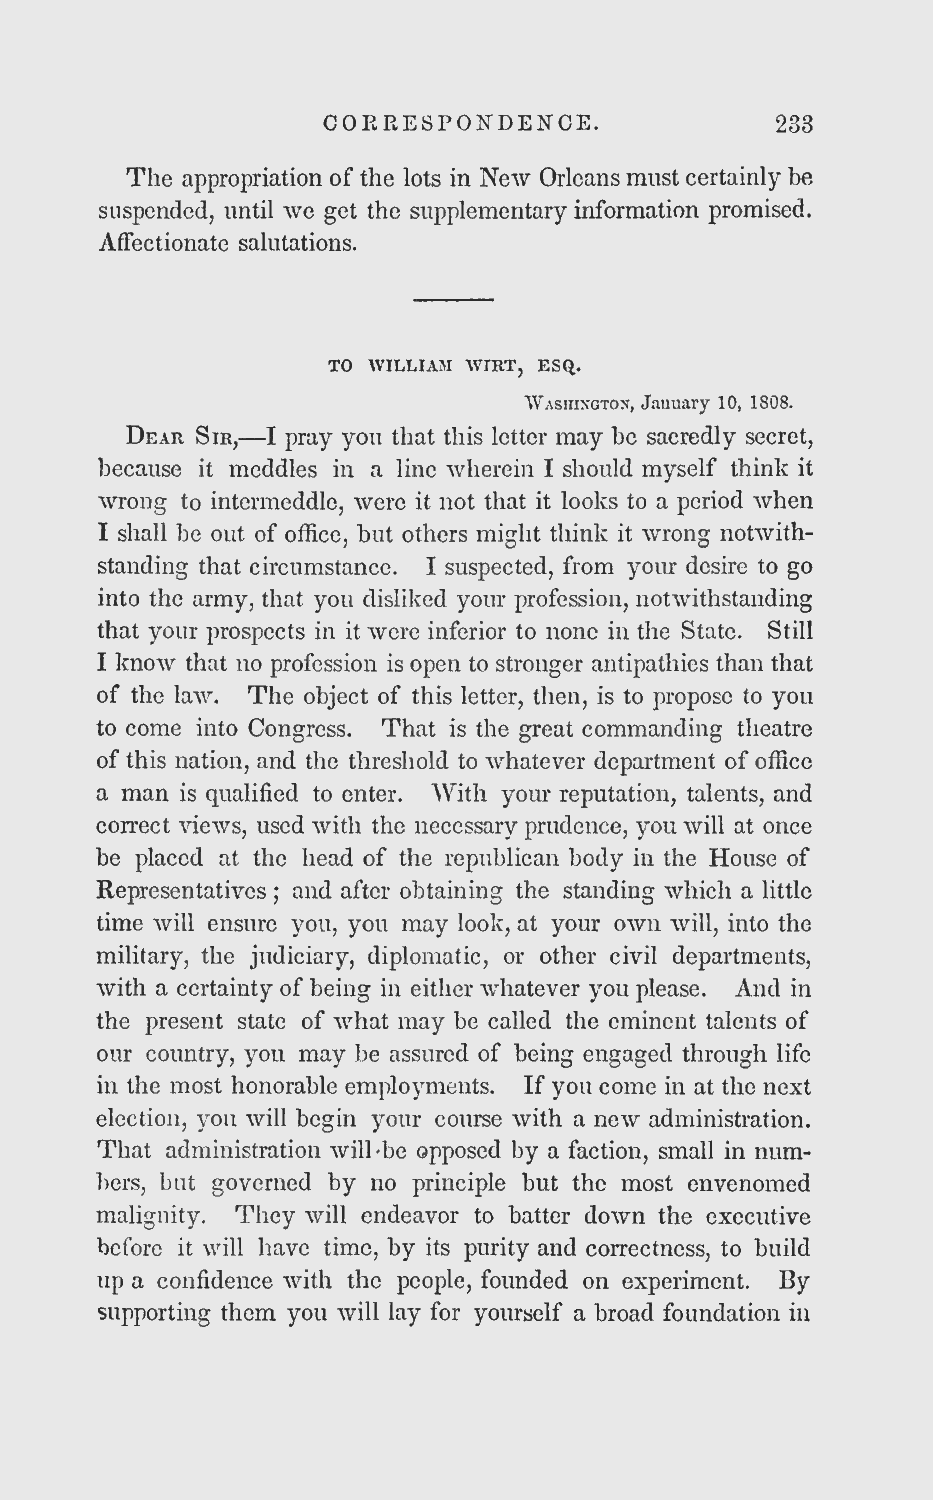 CORRESPONDENCE. 233
The appropriation of the lots in New Orleans must certainly be
suspended, until we get the supplementary information promised.
Affectionate salutations.
TO WILLIAM WIRT, ESQ.
WASHINGTON, January 10, 1808.
DEAR SIR,—I pray you that this letter may be sacredly secret,
because it meddles in a line wherein I should myself think it
wrong to intermeddle, were it not that it looks to a period when
I shall be out of office, but others might think it wrong notwith-
standing that circumstance. I suspected, from your desire to go
into the army, that you disliked your profession, notwithstanding
that your prospects in it were inferior to none in the State. Still
I know that no profession is open to stronger antipathies than that
of the law. The object of this letter, then, is to propose to you
to come into Congress. That is the great commanding theatre
of this nation, and the threshold to whatever department of office
a man is qualified to enter. With your reputation, talents, and
correct views, used with the necessary prudence, you will at once
be placed at the head of the republican body in the House of
Representatives; and after obtaining the standing which a little
time will ensure you, you may look, at your own will, into the
military, the judiciary, diplomatic, or other civil departments,
with a certainty of being in either whatever you please. And in
the present state of what may be called the eminent talents of
our country, you may be assured of being engaged through life
in the most honorable employments. If you come in at the next
election, you will begin your course with a new administration.
That administration will be opposed by a faction, small in num-
bers, but governed by no principle but the most envenomed
malignity. They will endeavor to batter down the executive
before it will have time, by its purity and correctness, to build
up a confidence with the people, founded on experiment. By
supporting them you will lay for yourself a broad foundation in